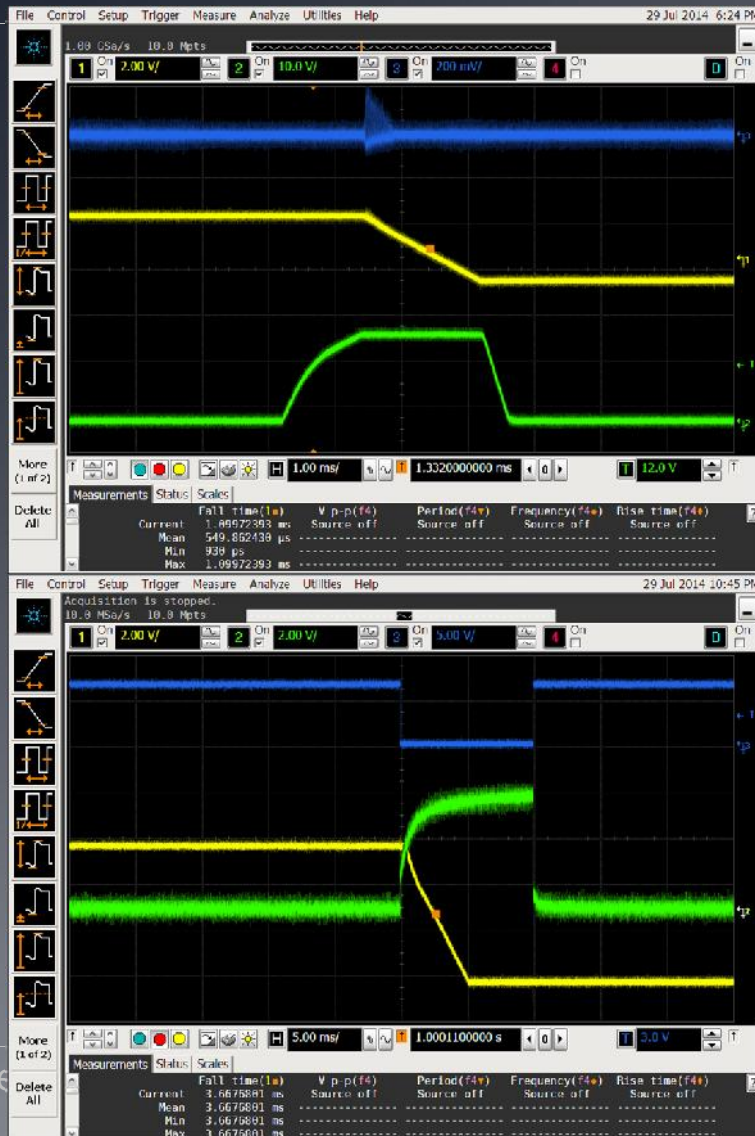 File Control Setup Trigger Measure Analyze Utilities Help 29 Jul 2014 6:24 PM
1.00 GSa/s 10.0 Mpts
1 On 2.00 V/ 2 On 10.0 V/ 3 On 200 mV/ 4 On D On
More
(1 of 2)
Delete
All
H 1.00 ms/ 1.3320000000 ms 0 T 12.0 V
Measurements Status Scales
Fall time(1) V p-p(f4) Period(f4) Frequency(f4) Rise time(f4)
Current 1.09972393 ms Source off Source off Source off Source off
Mean 549.862430 µs
Min 930 ps
Max 1.09972393 ms
File Control Setup Trigger Measure Analyze Utilities Help 29 Jul 2014 10:45 PM
Acquisition is stopped.
10.0 MSa/s 10.0 Mpts
1 On 2.00 V/ 2 On 2.00 V/ 3 On 5.00 V/ 4 On D On
More
(1 of 2)
Delete
All
H 5.00 ms/ 1.0001100000 s 0 T 3.0 V
Measurements Status Scales
Fall time(1) V p-p(f4) Period(f4) Frequency(f4) Rise time(f4)
Current 3.6676801 ms Source off Source off Source off Source off
Mean 3.6676801 ms
Min 3.6676801 ms
Max 3.6676801 ms